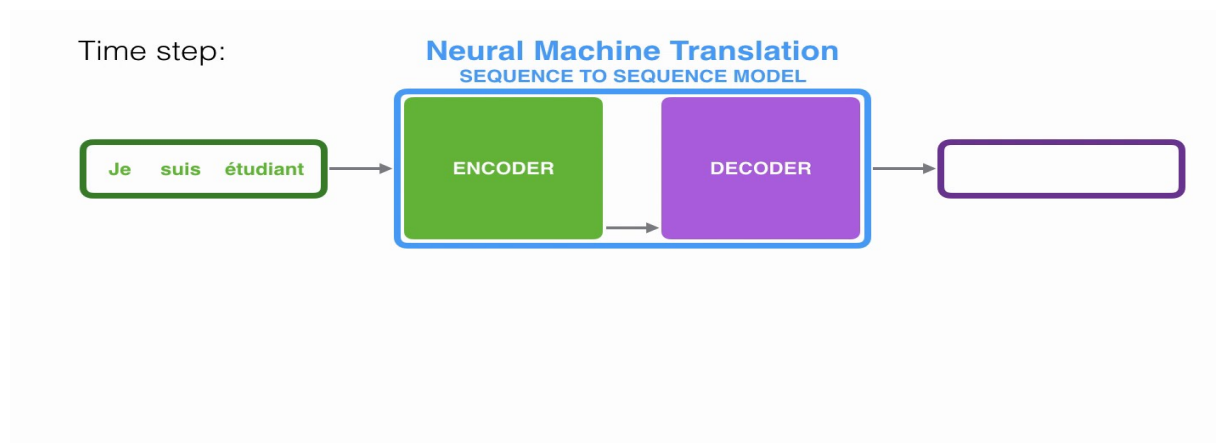 Time step:
Neural Machine Translation
SEQUENCE TO SEQUENCE MODEL
Je suis étudiant
ENCODER
DECODER